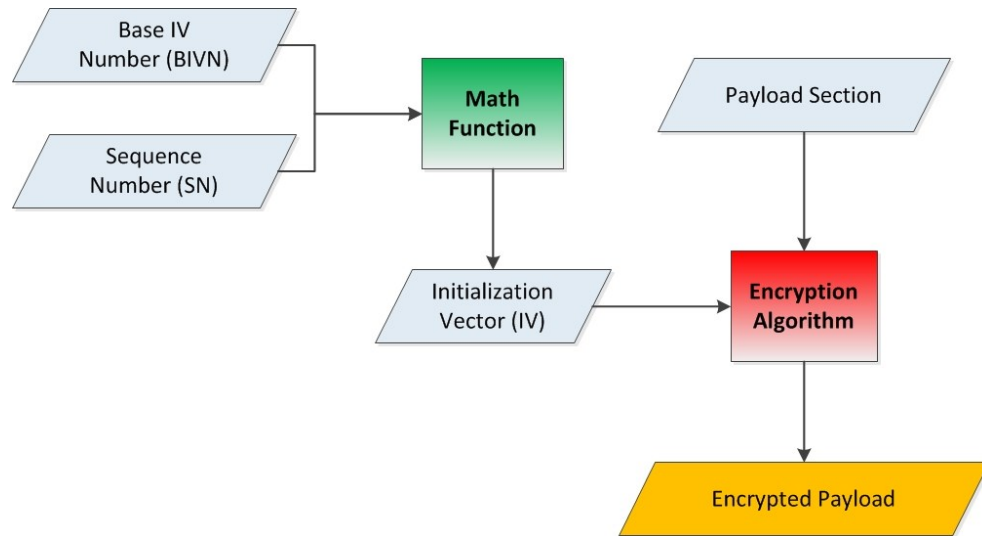 Base IV
Number (BIVN)
Math
Function
Payload Section
Sequence
Number (SN)
Initialization
Vector (IV)
Encryption
Algorithm
Encrypted Payload